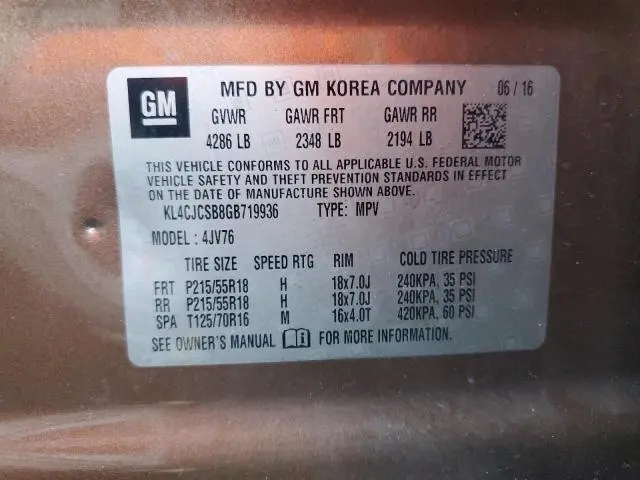 GM
MFD BY GM KOREA COMPANY 06 / 16
GVWR GAWR FRT GAWR RR
4286 LB 2348 LB 2194 LB
THIS VEHICLE CONFORMS TO ALL APPLICABLE U.S. FEDERAL MOTOR
VEHICLE SAFETY AND THEFT PREVENTION STANDARDS IN EFFECT
ON THE DATE OF MANUFACTURE SHOWN ABOVE.
KL4CJCSB8GB719936 TYPE: MPV
MODEL: 4JV76
TIRE SIZE SPEED RTG RIM COLD TIRE PRESSURE
FRT P215/55R18 H 18x7.0J 240KPA, 35 PSI
RR P215/55R18 H 18x7.0J 240KPA, 35 PSI
SPA T125/70R16 M 16x4.0T 420KPA, 60 PSI
SEE OWNER'S MANUAL FOR MORE INFORMATION.